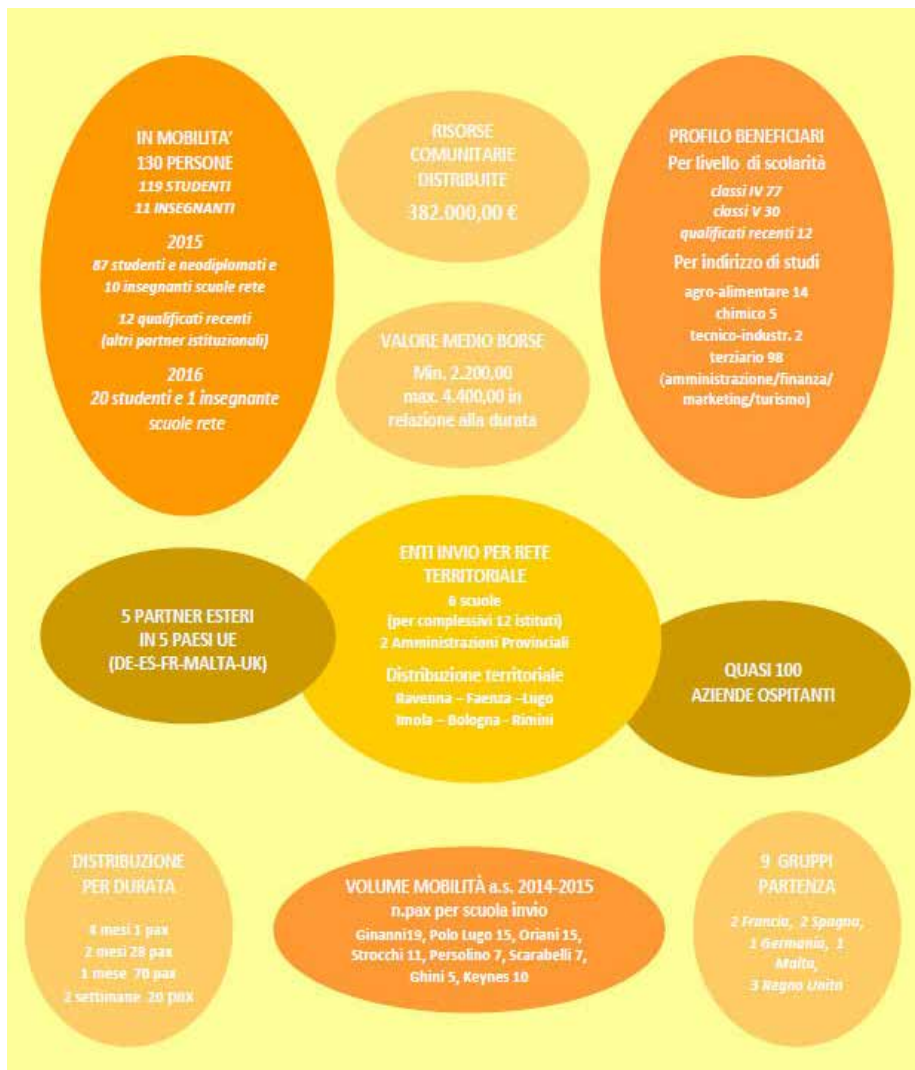 IN MOBILITA'
130 PERSONE
119 STUDENTI
11 INSEGNANTI
2015
87 studenti e neodiplomati e
10 insegnanti scuole rete
12 qualificati recenti
(altri partner istituzionali)
2016
20 studenti e 1 insegnante
scuole rete
RISORSE
COMUNITARIE
DISTRIBUITE
382.000,00 €
PROFILO BENEFICIARI
Per livello di scolarità
classi IV 77
classi V 30
qualificati recenti 12
Per indirizzo di studi
agro-alimentare 14
chimico 5
tecnico-industr. 2
terziario 98
(amministrazione/finanza/
marketing/turismo)
VALORE MEDIO BORSE
Min. 2.200,00
max. 4.400,00 in
relazione alla durata
ENTI INVIO PER RETE
TERRITORIALE
6 scuole
(per complessivi 12 istituti)
2 Amministrazioni Provinciali
Distribuzione territoriale
Ravenna – Faenza –Lugo
Imola – Bologna - Rimini
5 PARTNER ESTERI
IN 5 PAESI UE
(DE-ES-FR-MALTA-UK)
QUASI 100
AZIENDE OSPITANTI
DISTRIBUZIONE
PER DURATA
4 mesi 1 pax
2 mesi 28 pax
1 mese 70 pax
2 settimane 20 pax
VOLUME MOBILITÀ a.s. 2014-2015
n.pax per scuola invio
Ginanni19, Polo Lugo 15, Oriani 15,
Strocchi 11, Persolino 7, Scarabelli 7,
Ghini 5, Keynes 10
9 GRUPPI
PARTENZA
2 Francia, 2 Spagna,
1 Germania, 1
Malta,
3 Regno Unito